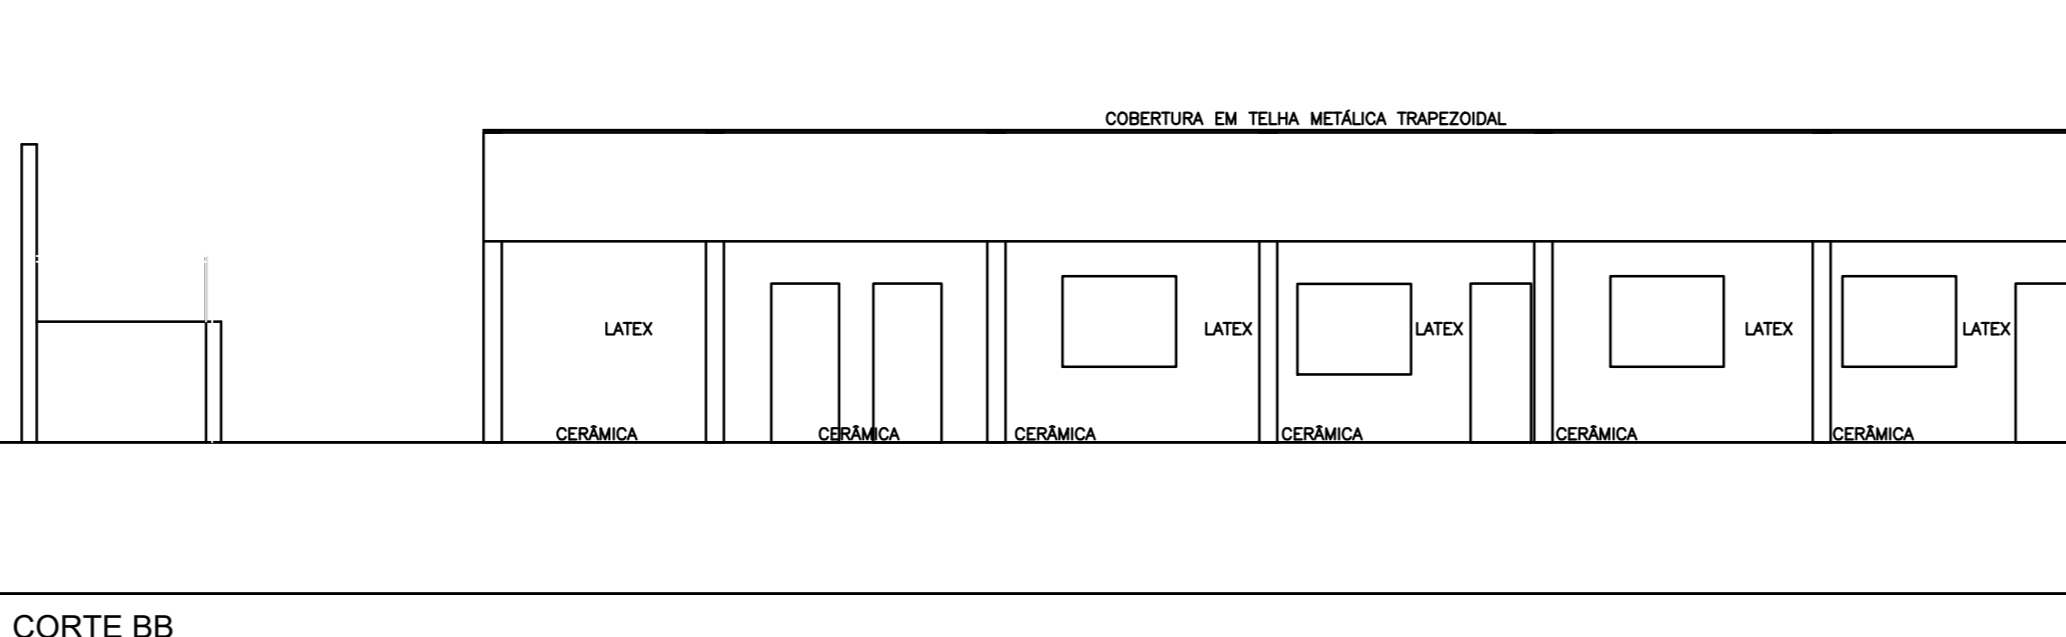 COBERTURA EM TELHA METÁLICA TRAPEZOIDAL
LATEX LATEX LATEX LATEX LATEX
CERÂMICA CERÂMICA CERÂMICA CERÂMICA CERÂMICA CERÂMICA
CORTE BB